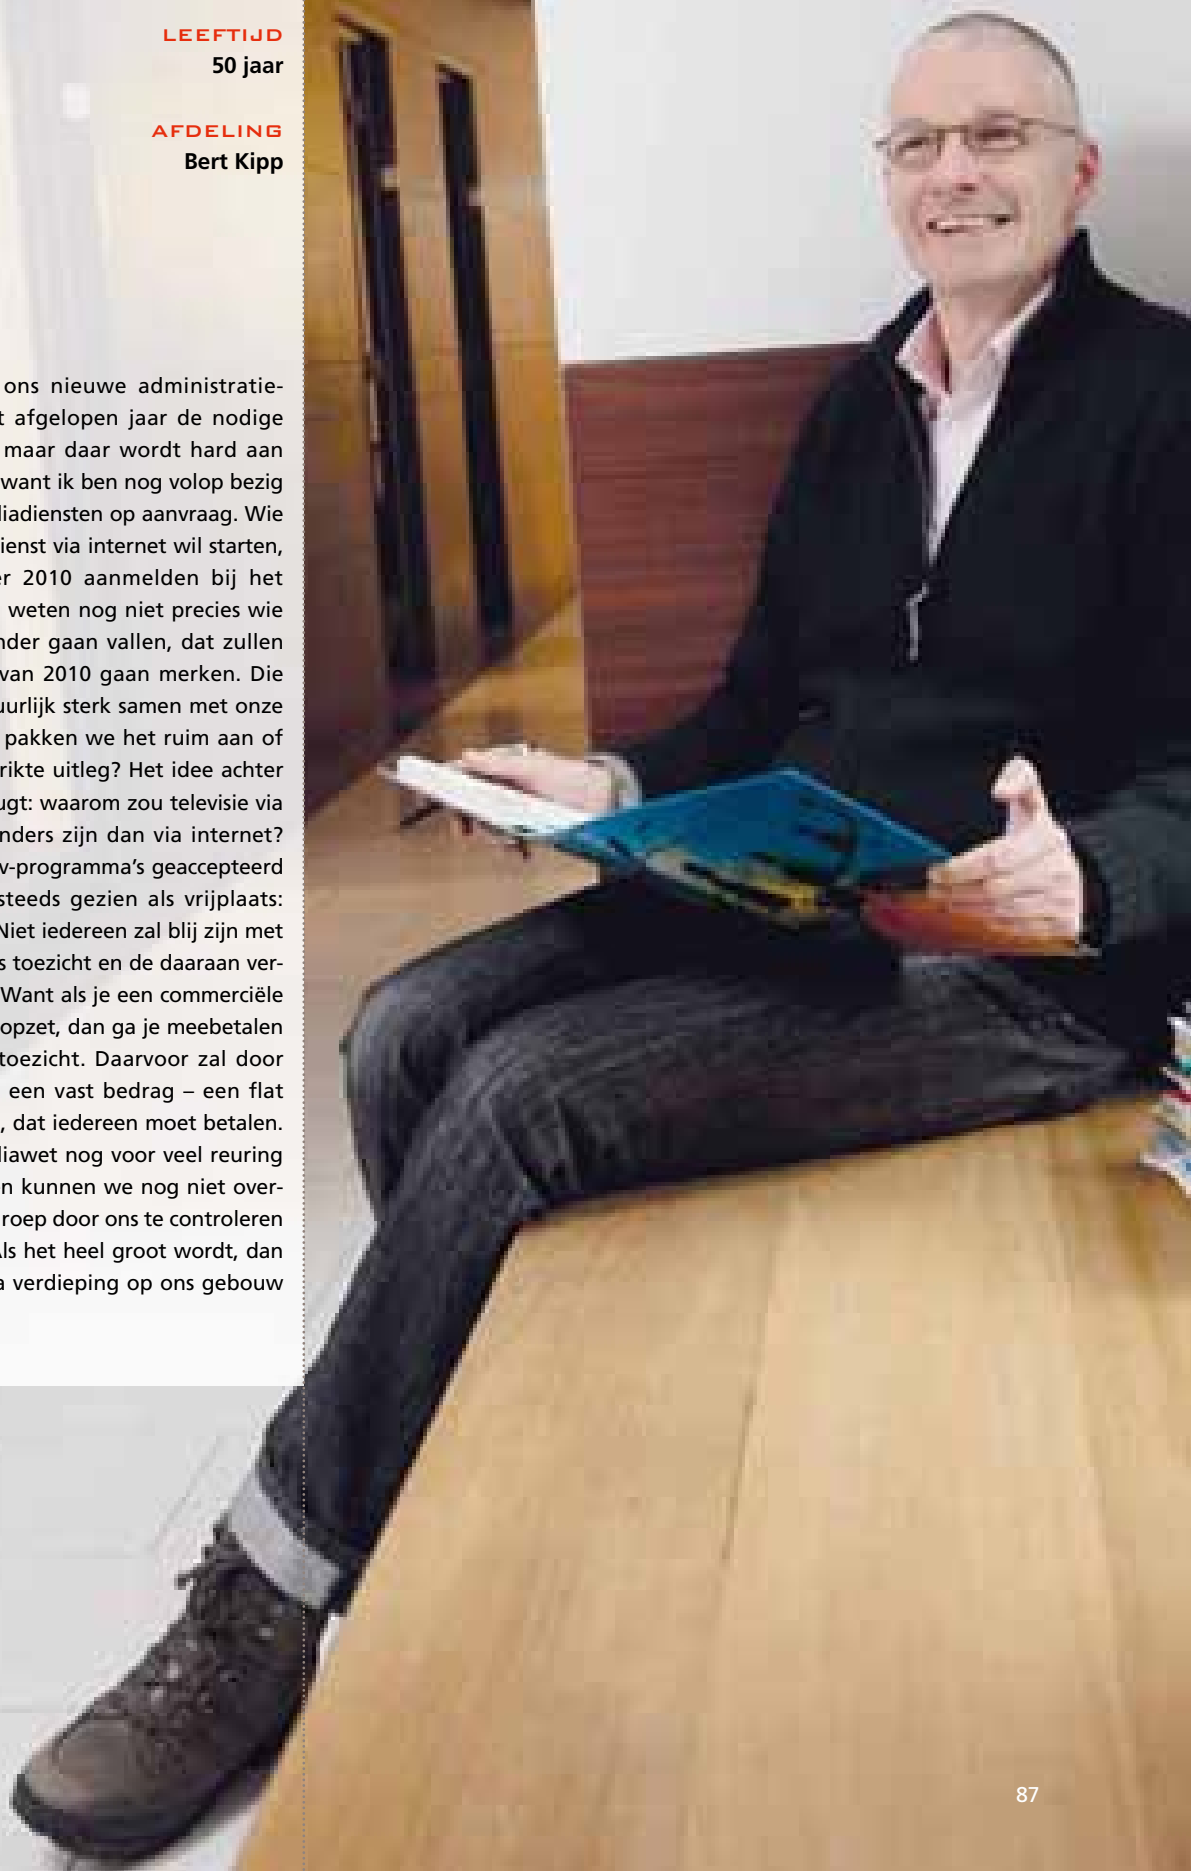 LEEFTIJD
50 jaar
AFDELING
Bert Kipp
ons nieuwe administratie-
t afgelopen jaar de nodige
maar daar wordt hard aan
want ik ben nog volop bezig
liadiensten op aanvraag. Wie
ienst via internet wil starten,
er 2010 aanmelden bij het
weten nog niet precies wie
nder gaan vallen, dat zullen
van 2010 gaan merken. Die
uurlijk sterk samen met onze
pakken we het ruim aan of
rikte uitleg? Het idee achter
ugt: waarom zou televisie via
nders zijn dan via internet?
v-programma's geaccepteerd
steeds gezien als vrijplaats:
Niet iedereen zal blij zijn met
s toezicht en de daaraan ver-
Want als je een commerciële
opzet, dan ga je meebetalen
toezicht. Daarvoor zal door
een vast bedrag – een flat
, dat iedereen moet betalen.
liawet nog voor veel reuring
n kunnen we nog niet over-
roep door ons te controleren
Als het heel groot wordt, dan
a verdieping op ons gebouw
87